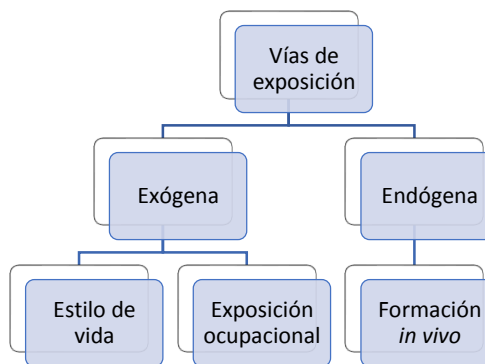 Vías de
exposición
Exógena
Endógena
Estilo de
vida
Exposición
ocupacional
Formación
in vivo